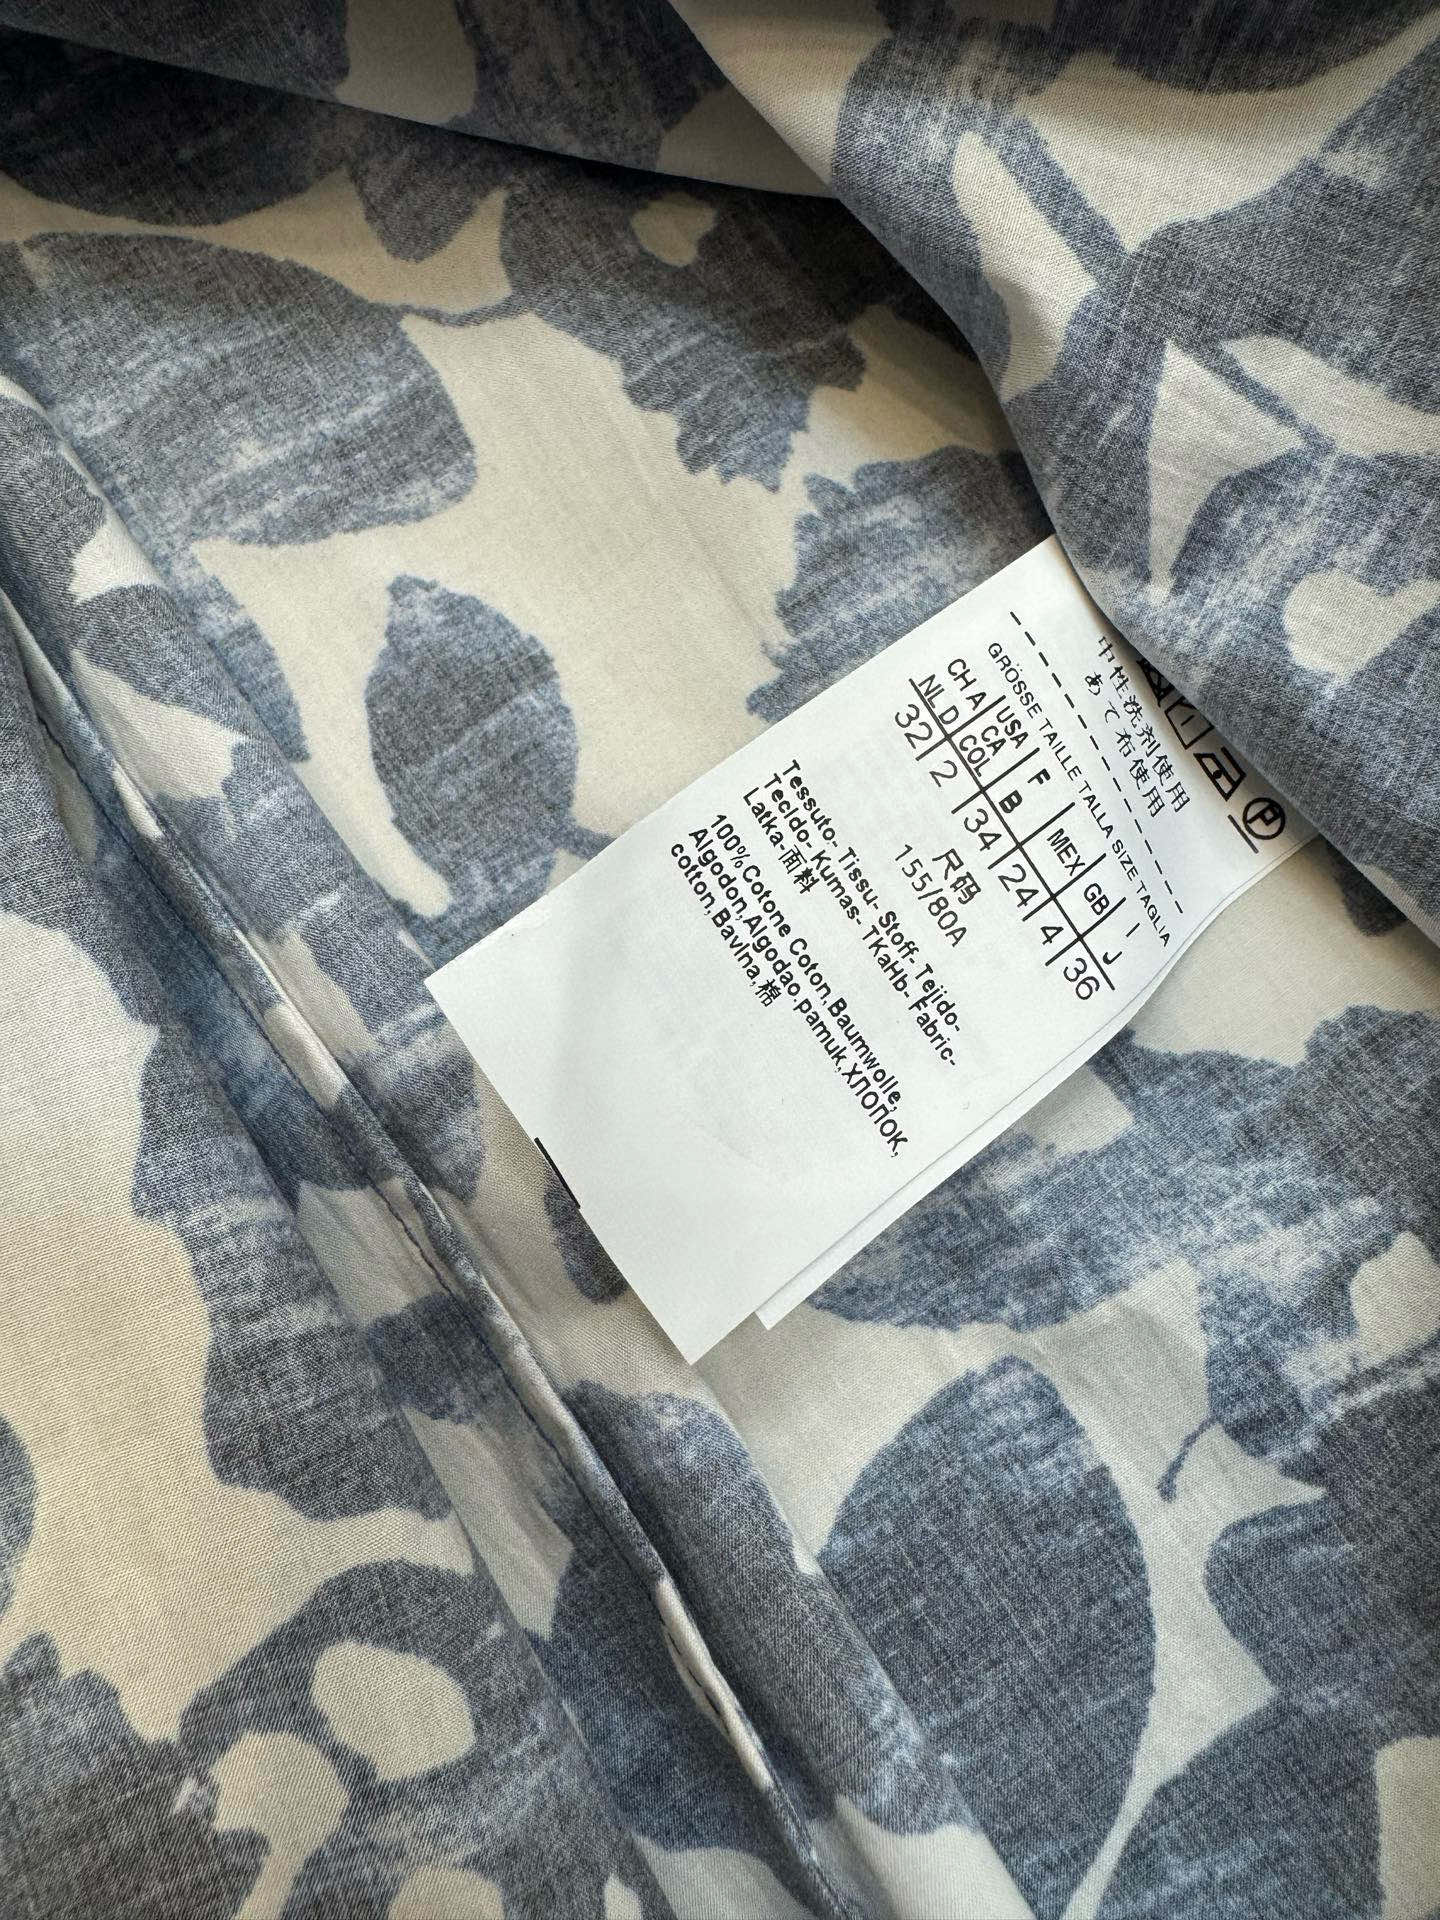 中性洗剤使用
あて布使用
P
GRÖSSE TAILLE TALLA SIZE TAGLIA
CH A USA F MEX GB I
NL D CA COL B J
32 2 34 24 4 36
尺码
155/80A
Tessuto- Tissu- Stoff- Tejido-
Tecido- Kumas- TKaHb- Fabric-
Latka-面料
100%Cotone Coton,Baumwolle,
Algodon,Algodao.pamuk,ХЛОПОК,
cotton,Bavlna,棉